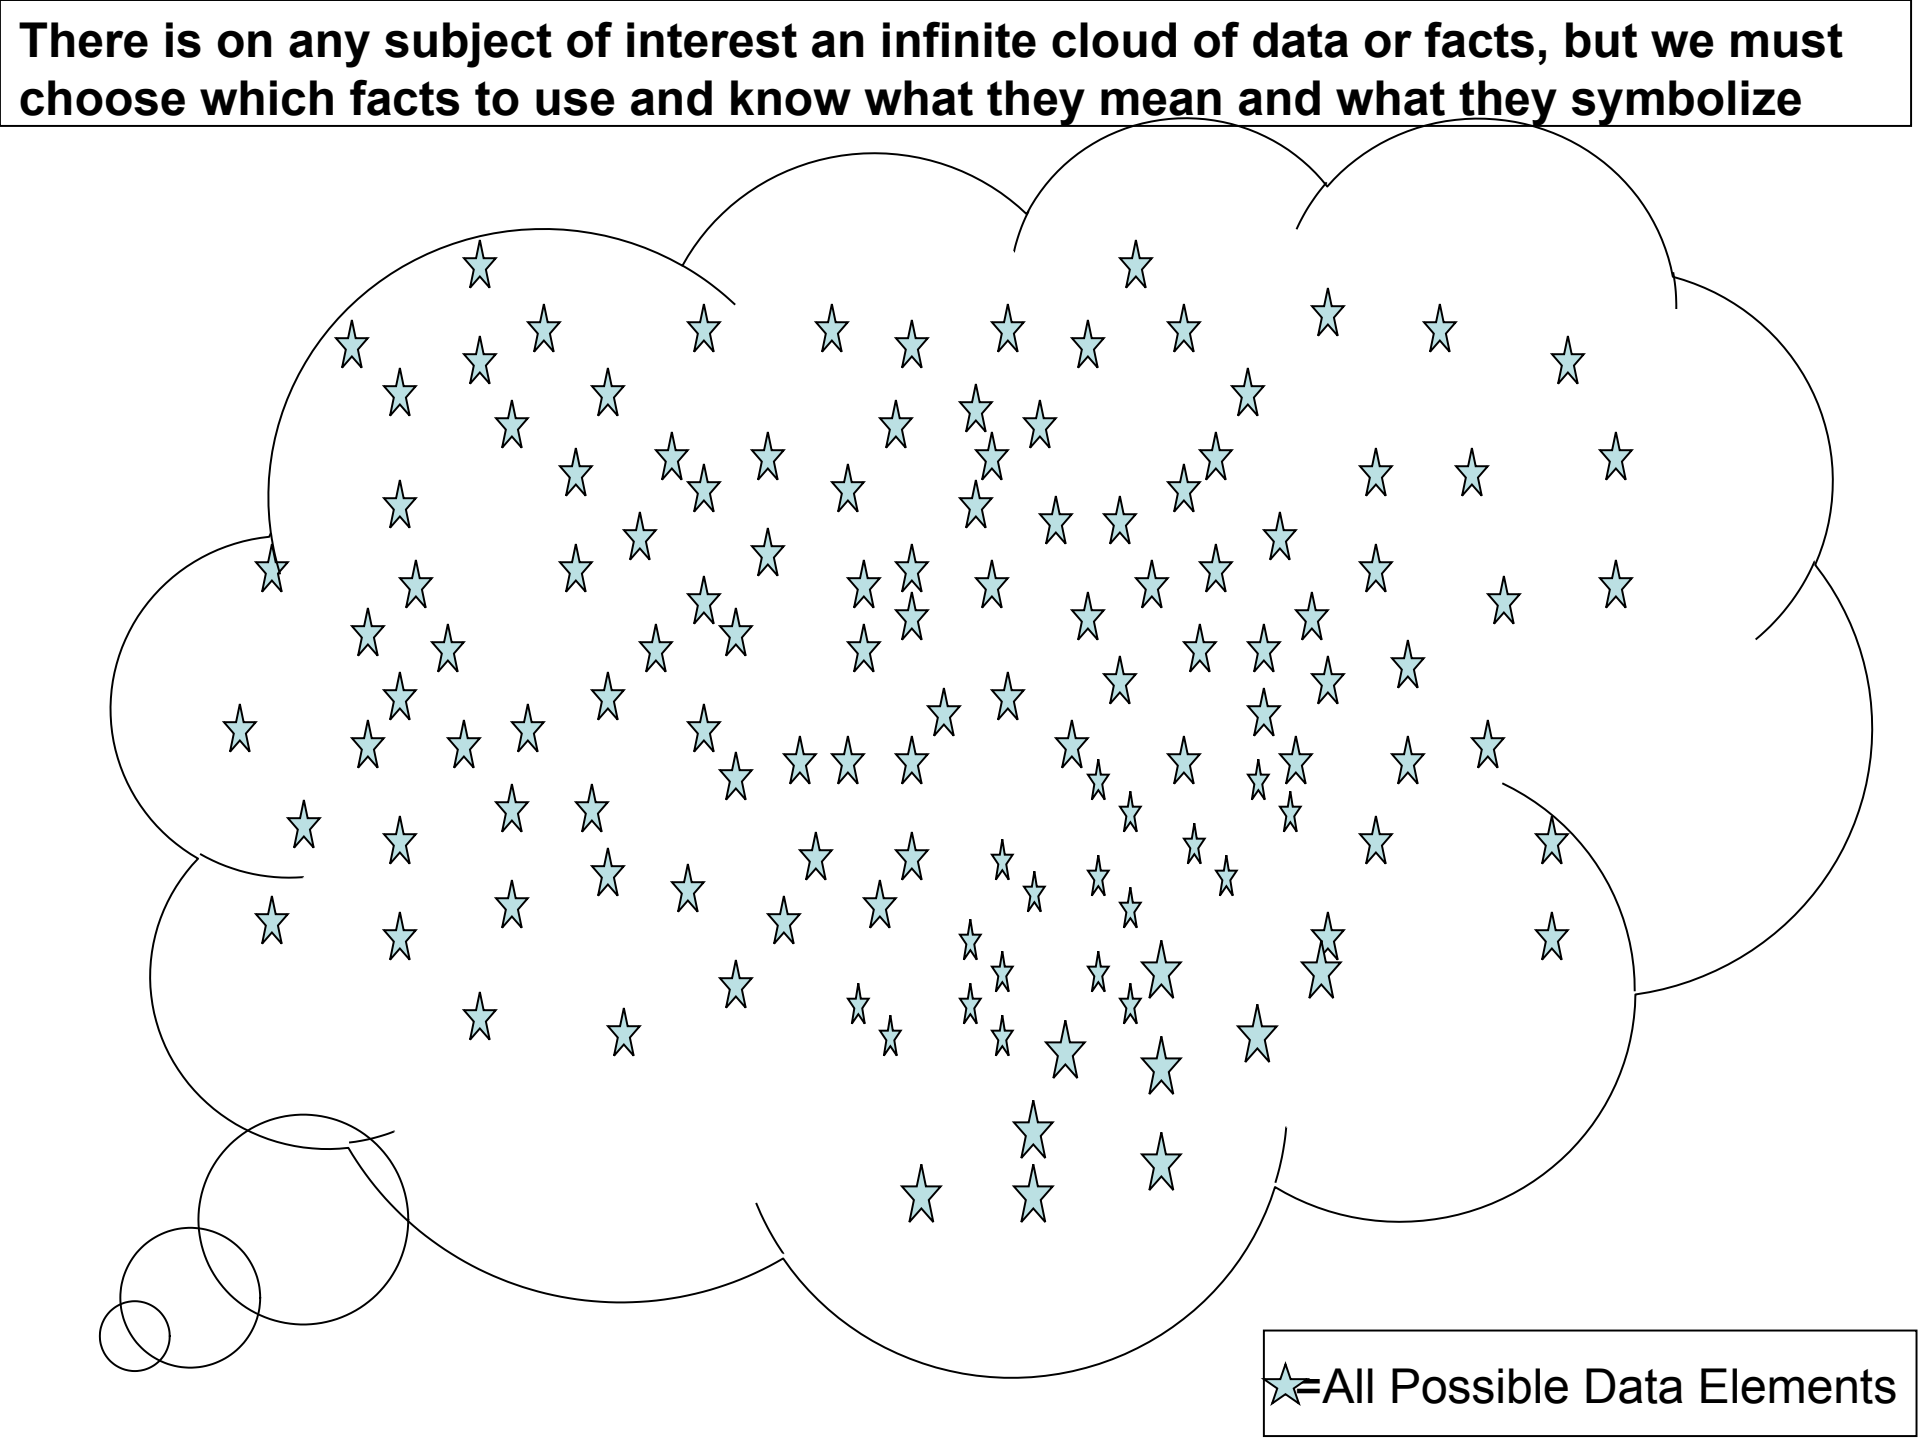 There is on any subject of interest an infinite cloud of data or facts, but we must
choose which facts to use and know what they mean and what they symbolize
=All Possible Data Elements